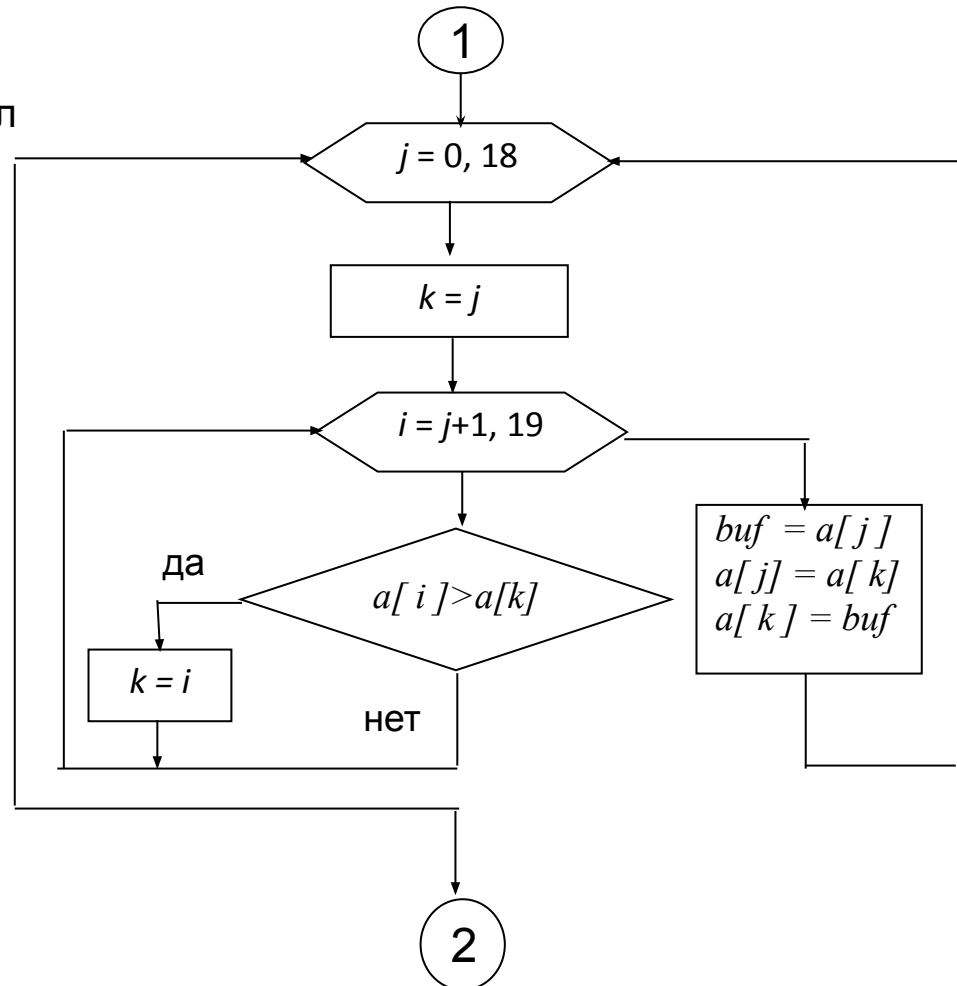 1
л
j = 0, 18
k = j
i = j+1, 19
да
a[ i ]>a[k]
buf = a[ j ]
a[ j] = a[ k]
a[ k ] = buf
k = i
нет
2